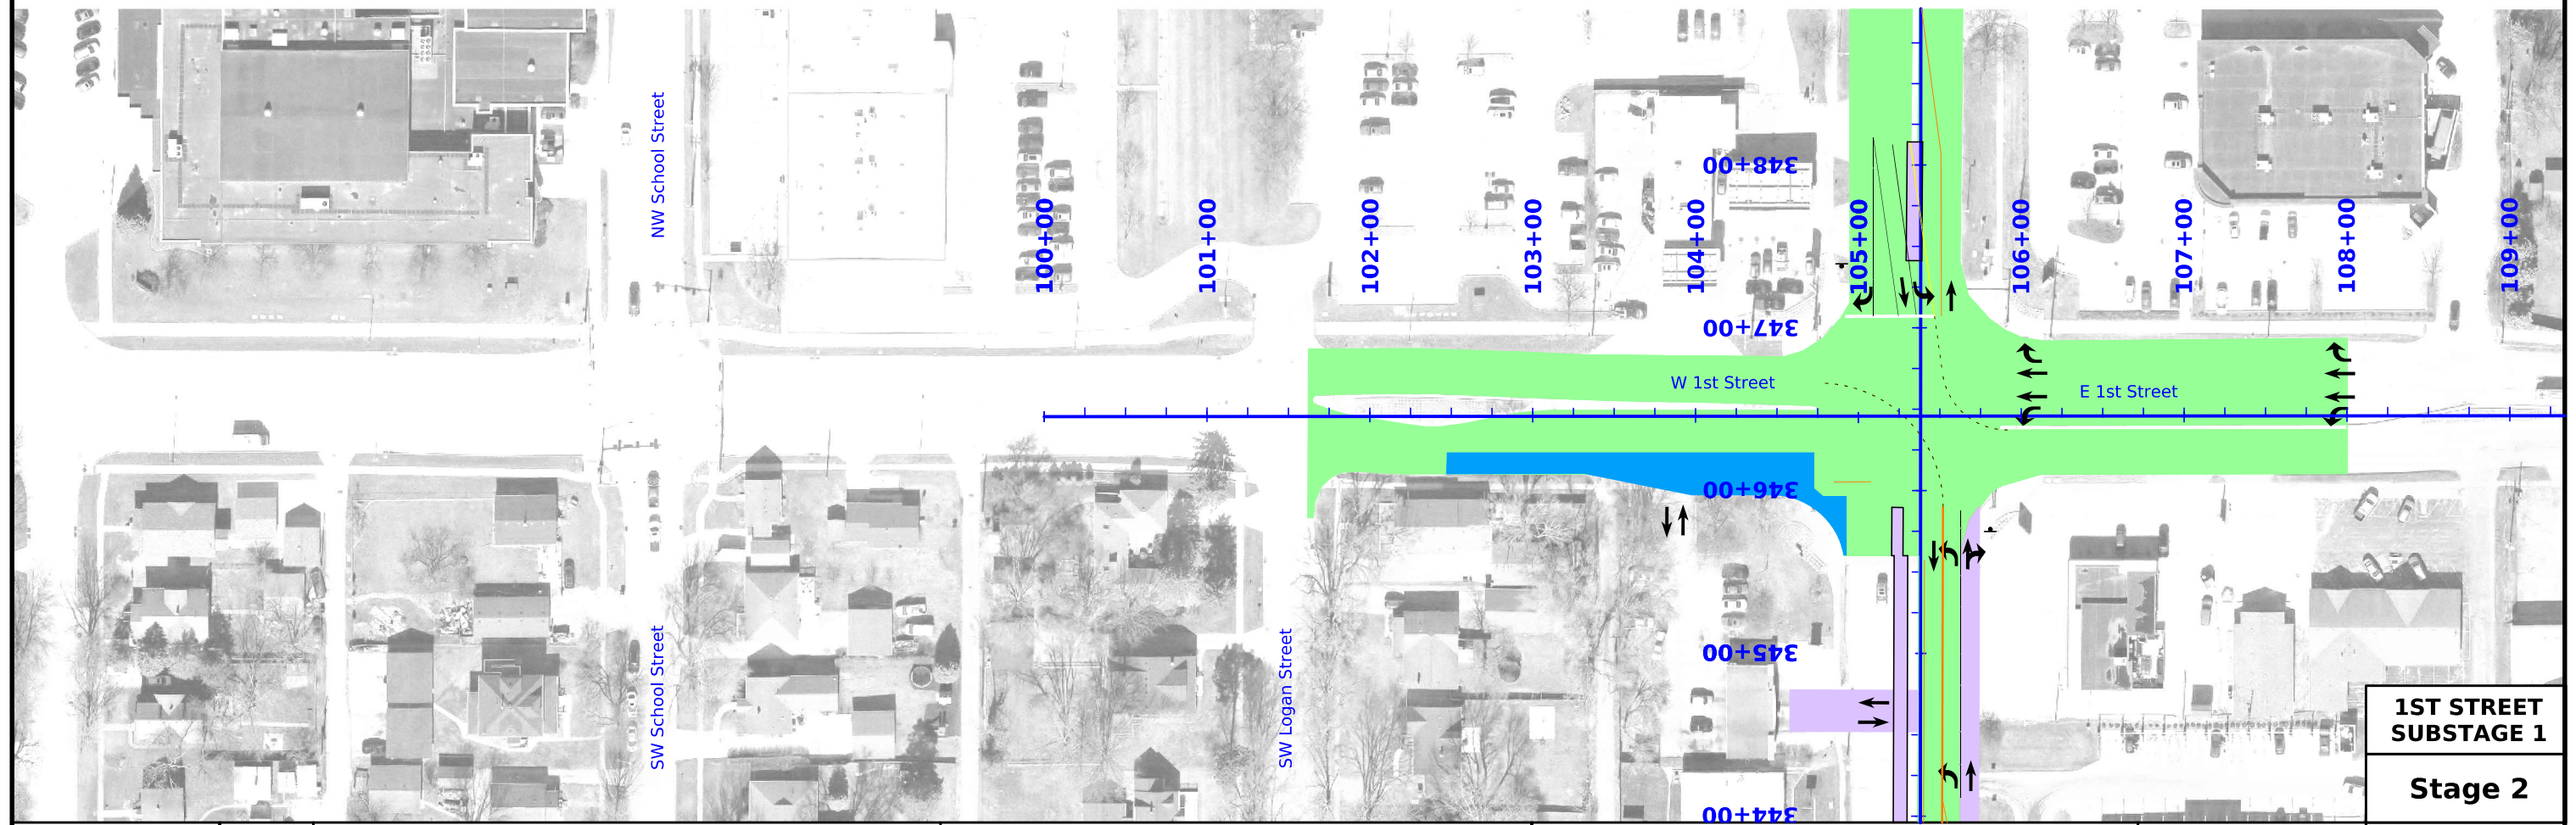 NW School Street
100+00
101+00
102+00
103+00
104+00
105+00
106+00
107+00
108+00
109+00
348+00
347+00
W 1st Street
E 1st Street
346+00
345+00
344+00
SW School Street
SW Logan Street
1ST STREET
SUBSTAGE 1
Stage 2